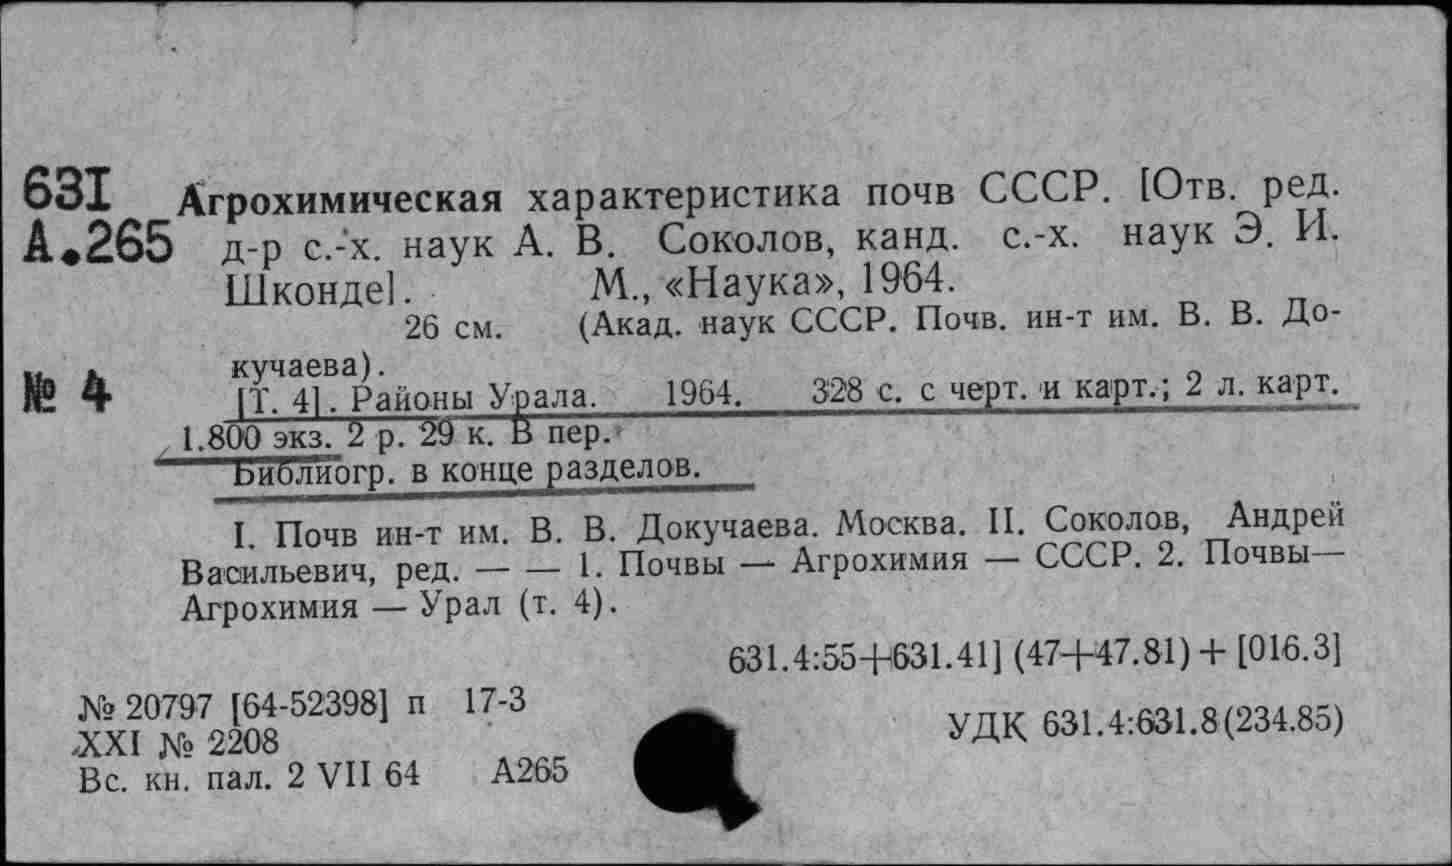 631 Агрохимическая характеристика почв СССР. [Отв. ред.
А.265 д-р с.-х. наук А. В. Соколов, канд. с.-х. наук Э. И.
Шконде]. М., «Наука», 1964.
26 см. (Акад. наук СССР. Почв. ин-т им. В. В. До-
кучаева).
№ 4 [Т. 4]. Районы Урала. 1964. 328 с. с черт. и карт.; 2 л. карт.
1.800 экз. 2 р. 29 к. В пер.
Библиогр. в конце разделов.
I. Почв ин-т им. В. В. Докучаева. Москва. II. Соколов, Андрей
Васильевич, ред. — — 1. Почвы — Агрохимия — СССР. 2. Почвы—
Агрохимия — Урал (т. 4).
631.4:55+631.41] (47+47.81) + [016.3]
№ 20797 [64-52398] п 17-3
УДК 631.4:631.8(234.85)
XXI № 2208
Вс. кн. пал. 2 VII 64 А265